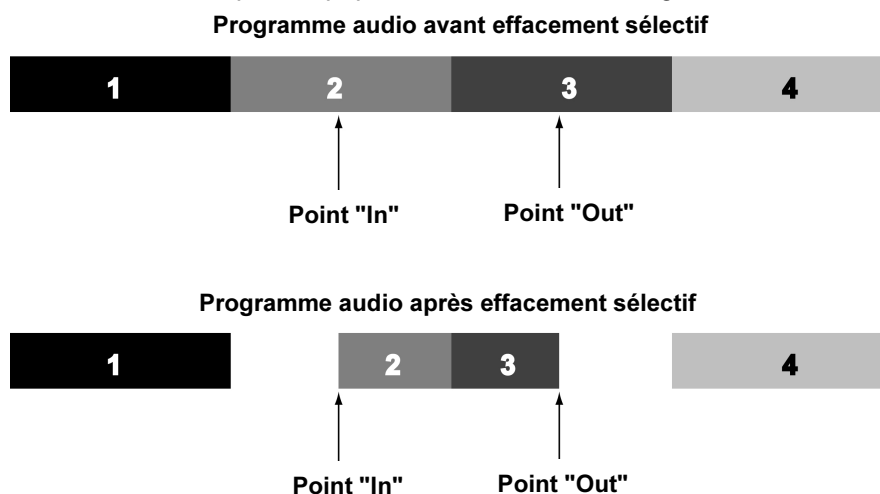 Programme audio avant effacement sélectif
1 2 3 4
Point "In" Point "Out"
Programme audio après effacement sélectif
1 2 3 4
Point "In" Point "Out"